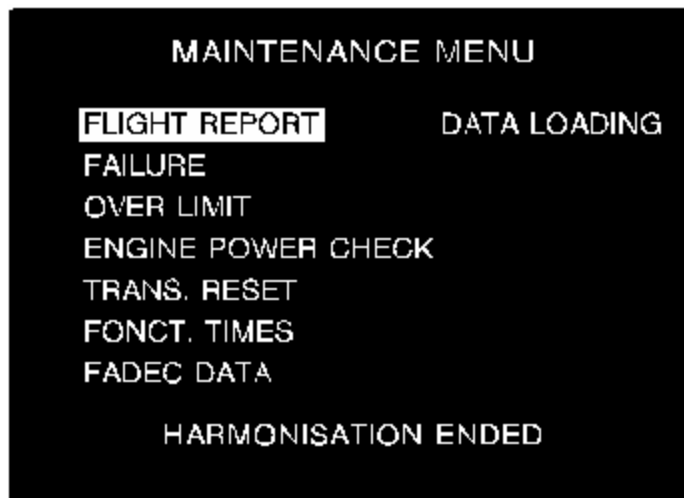 MAINTENANCE MENU
FLIGHT REPORT DATA LOADING
FAILURE
OVER LIMIT
ENGINE POWER CHECK
TRANS. RESET
FONCT. TIMES
FADEC DATA
HARMONISATION ENDED